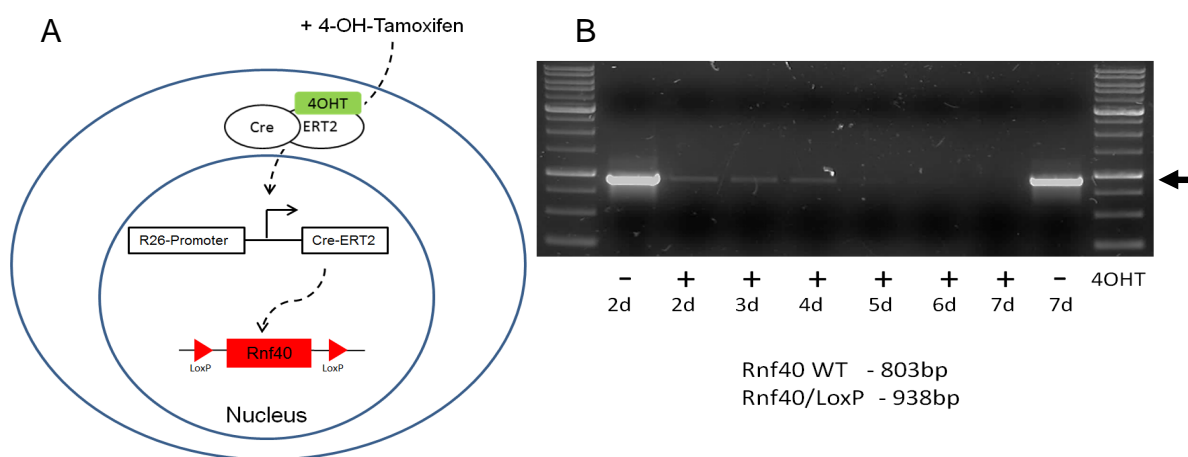 A
+ 4-OH-Tamoxifen
4OHT
Cre
ERT2
R26-Promoter
Cre-ERT2
Rnf40
LoxP
LoxP
Nucleus
B
− + + + + + + − 4OHT
2d 2d 3d 4d 5d 6d 7d 7d
Rnf40 WT - 803bp
Rnf40/LoxP - 938bp